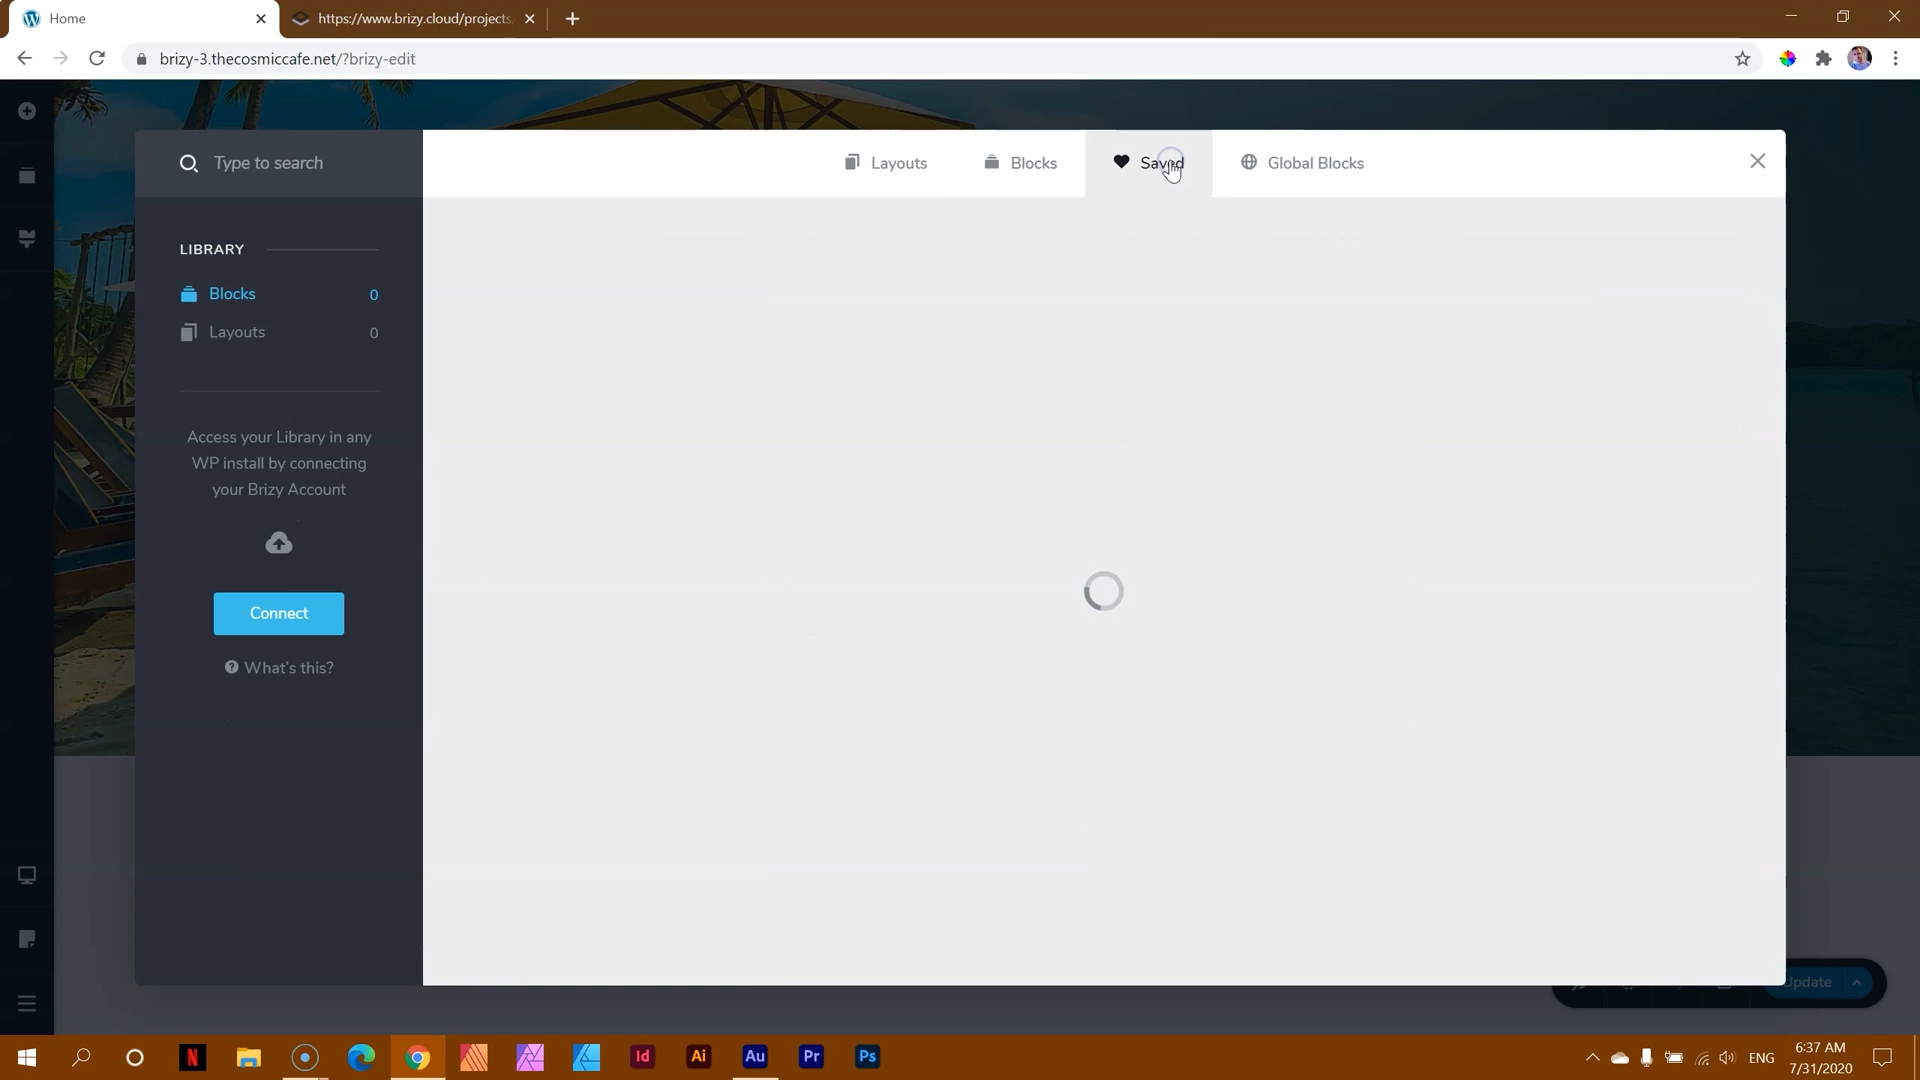 Home
https://www.brizy.cloud/projects/
brizy-3.thecosmiccafe.net/?brizy-edit
Type to search
Layouts
Blocks
Saved
Global Blocks
LIBRARY
Blocks 0
Layouts 0
Access your Library in any
WP install by connecting
your Brizy Account
Connect
What's this?
Update
Id
Ai
Au
Pr
Ps
ENG
6:37 AM
7/31/2020